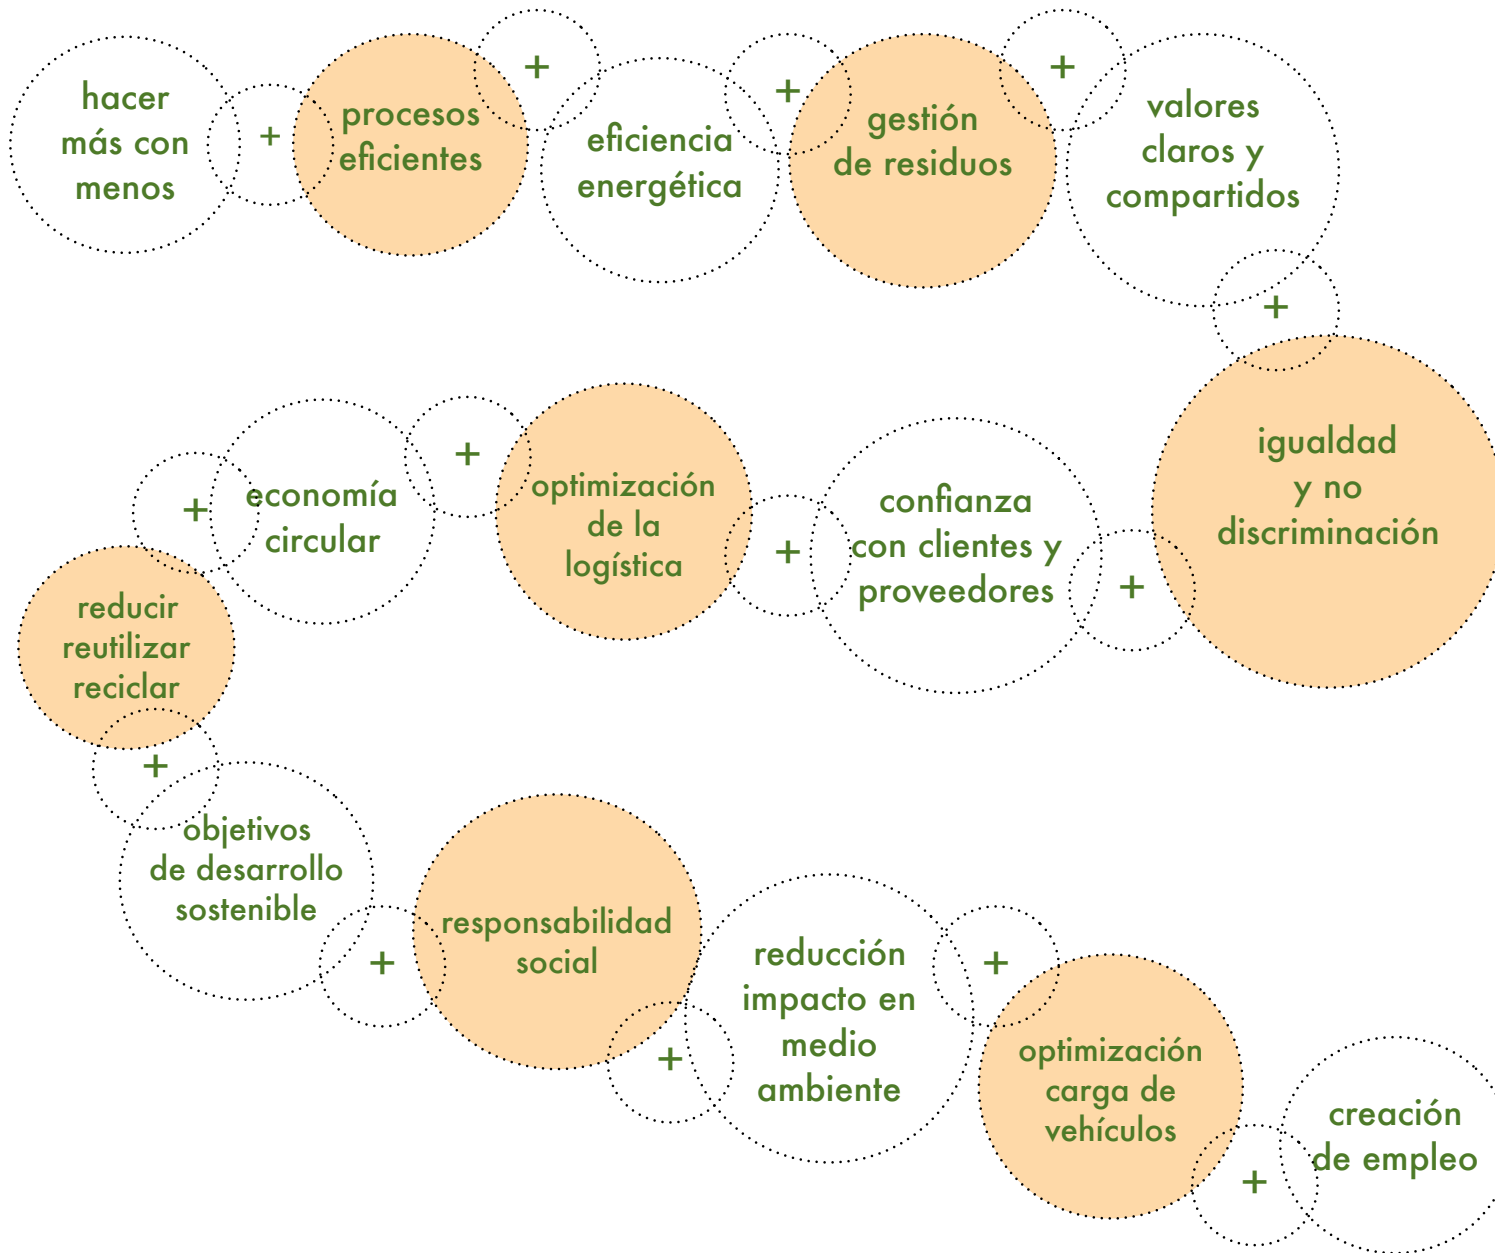 hacer
más con
menos
+
procesos
eficientes
+
eficiencia
energética
+
gestión
de residuos
+
valores
claros y
compartidos
+
igualdad
y no
discriminación
+
confianza
con clientes y
proveedores
+
optimización
de la
logística
+
economía
circular
+
reducir
reutilizar
reciclar
+
objetivos
de desarrollo
sostenible
+
responsabilidad
social
+
reducción
impacto en
medio
ambiente
+
optimización
carga de
vehículos
+
creación
de empleo